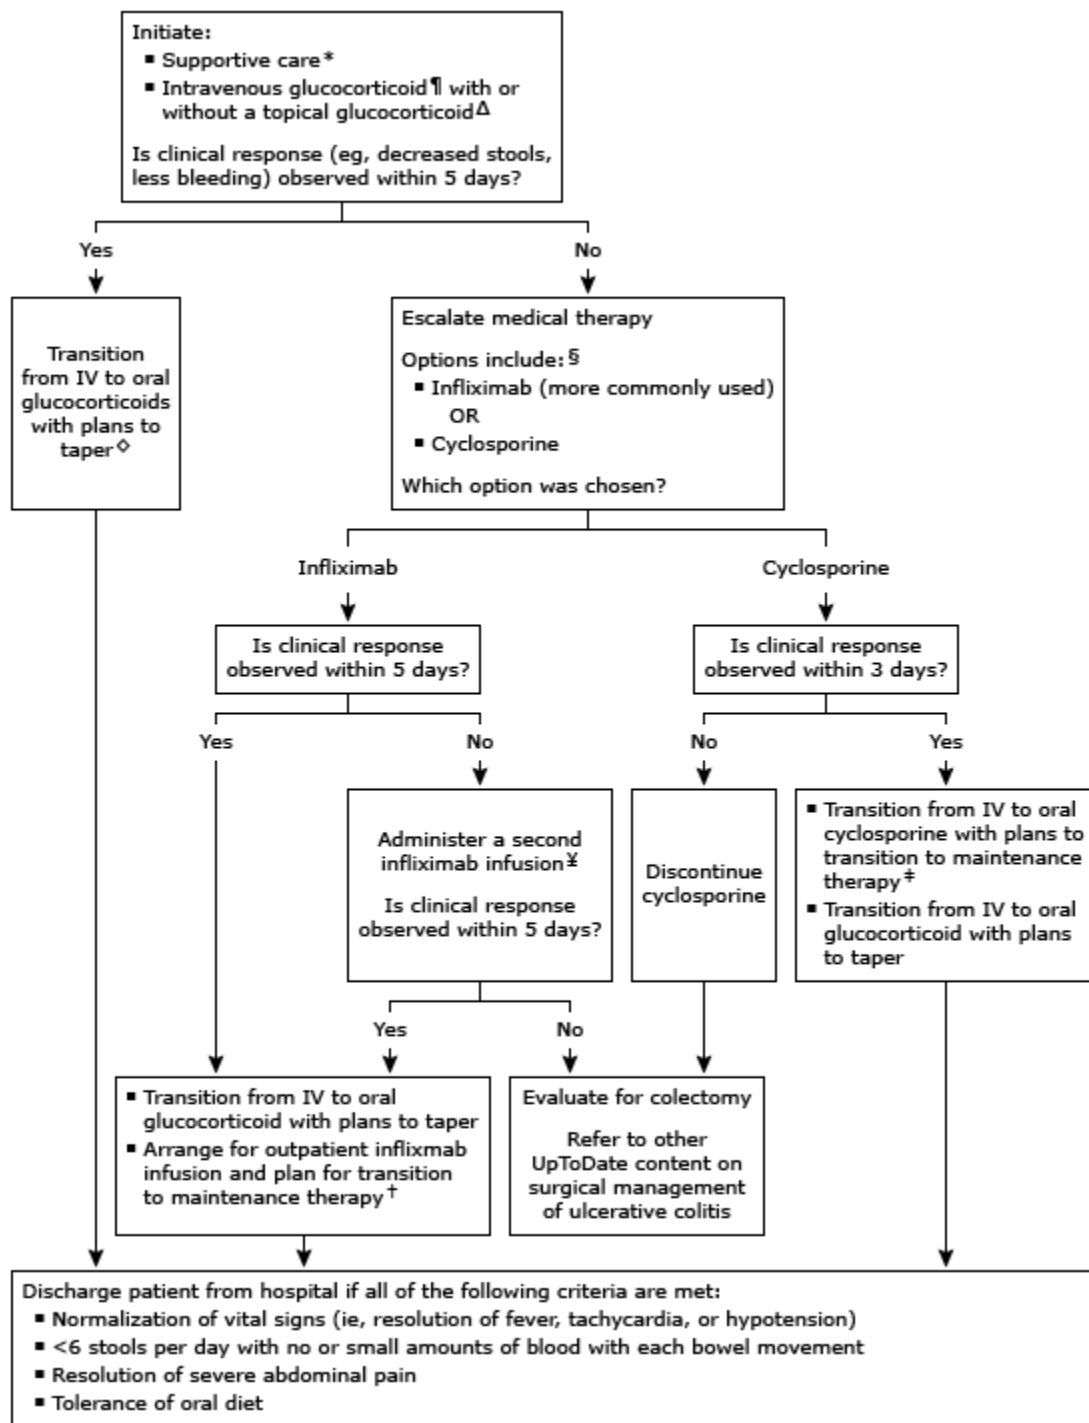 Initiate:
▪ Supportive care*
▪ Intravenous glucocorticoid¶ with or
without a topical glucocorticoidΔ
Is clinical response (eg, decreased stools,
less bleeding) observed within 5 days?
Yes
No
Transition
from IV to oral
glucocorticoids
with plans to
taper◇
Escalate medical therapy
Options include:§
▪ Infliximab (more commonly used)
OR
▪ Cyclosporine
Which option was chosen?
Infliximab
Cyclosporine
Is clinical response
observed within 5 days?
Is clinical response
observed within 3 days?
Yes
No
No
Yes
Administer a second
infliximab infusion¥
Is clinical response
observed within 5 days?
Discontinue
cyclosporine
▪ Transition from IV to oral
cyclosporine with plans to
transition to maintenance
therapy‡
▪ Transition from IV to oral
glucocorticoid with plans
to taper
Yes
No
▪ Transition from IV to oral
glucocorticoid with plans to taper
▪ Arrange for outpatient inflixmab
infusion and plan for transition
to maintenance therapy†
Evaluate for colectomy
Refer to other
UpToDate content on
surgical management
of ulcerative colitis
Discharge patient from hospital if all of the following criteria are met:
▪ Normalization of vital signs (ie, resolution of fever, tachycardia, or hypotension)
▪ <6 stools per day with no or small amounts of blood with each bowel movement
▪ Resolution of severe abdominal pain
▪ Tolerance of oral diet